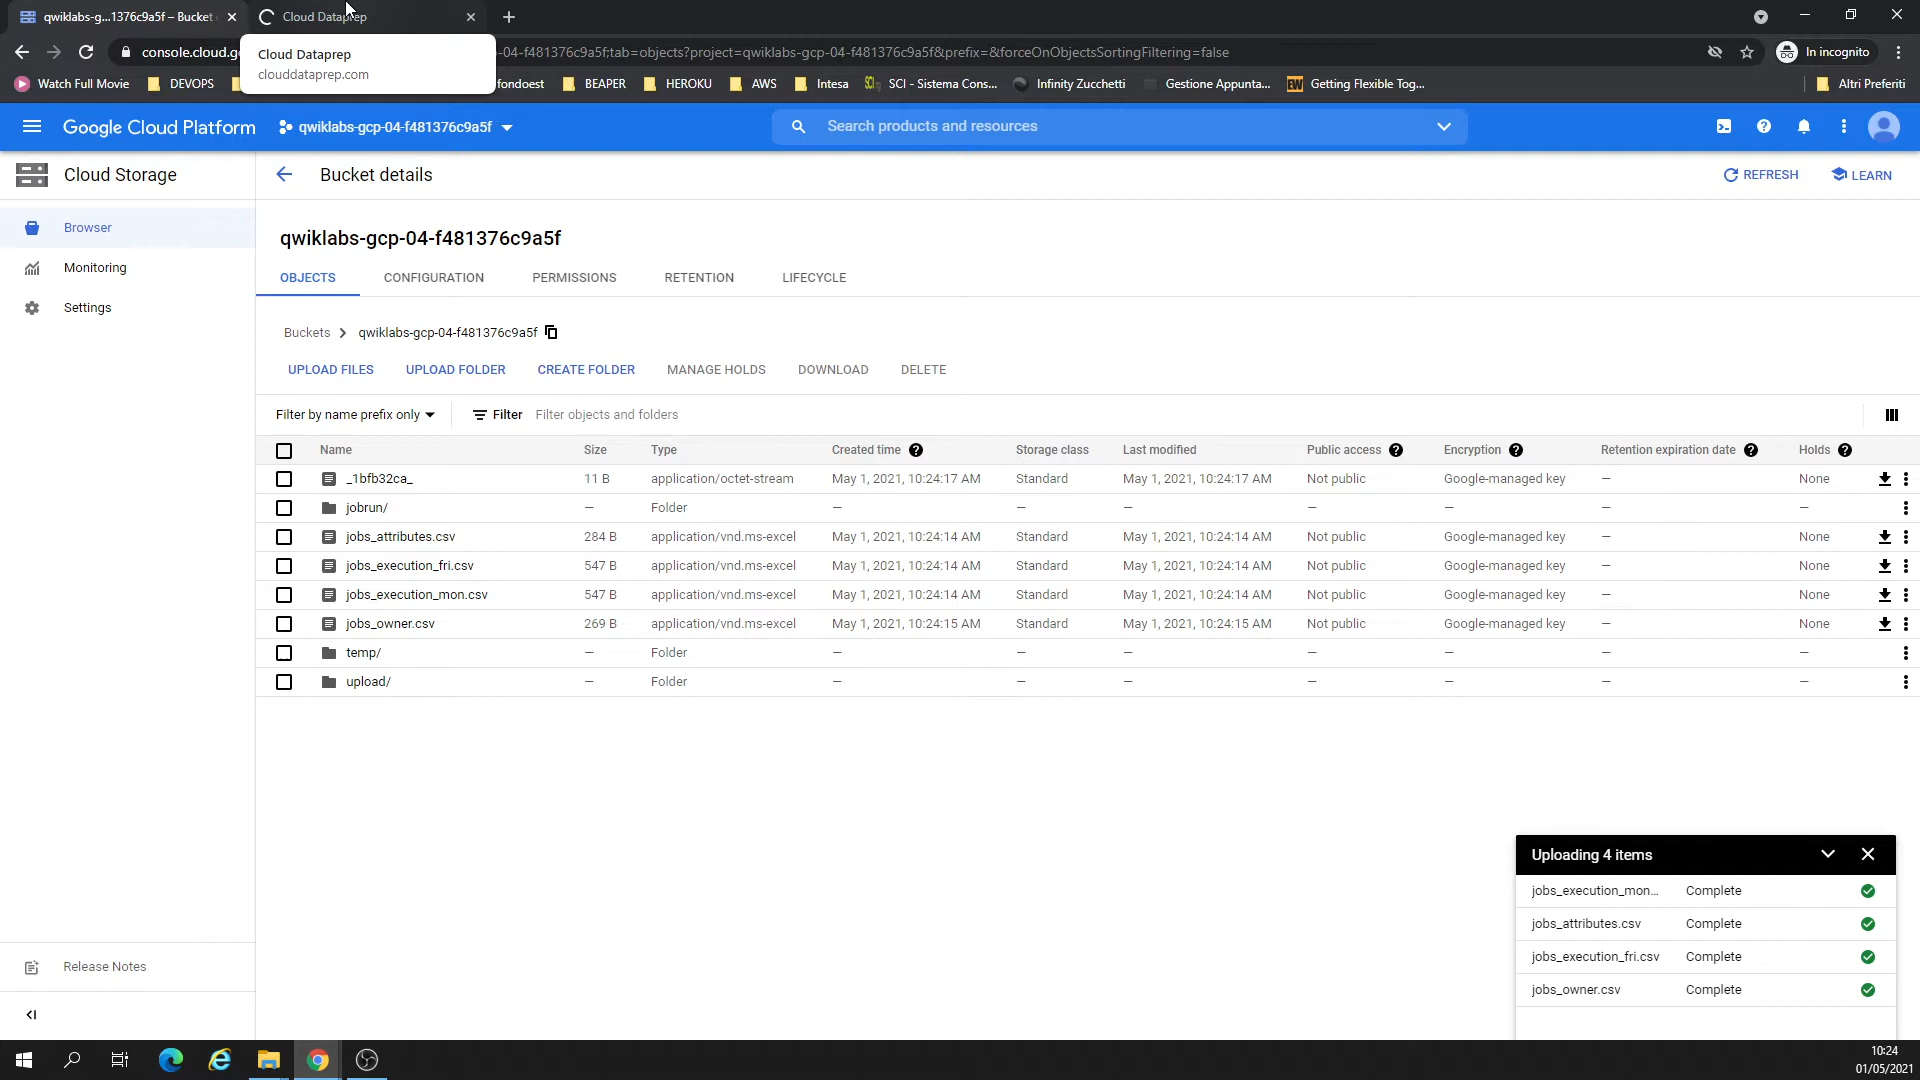 qwiklabs-g...1376c9a5f – Bucket
Cloud Dataprep
Cloud Dataprep
clouddataprep.com
console.cloud.go
-04-f481376c9a5f;tab=objects?project=qwiklabs-gcp-04-f481376c9a5f&prefix=&forceOnObjectsSortingFiltering=false
In incognito
Watch Full Movie
DEVOPS
fondoest
BEAPER
HEROKU
AWS
Intesa
SCI - Sistema Cons...
Infinity Zucchetti
Gestione Appunta...
Getting Flexible Tog...
Altri Preferiti
Google Cloud Platform
qwiklabs-gcp-04-f481376c9a5f
Search products and resources
Cloud Storage
Bucket details
REFRESH
LEARN
Browser
Monitoring
Settings
qwiklabs-gcp-04-f481376c9a5f
OBJECTS CONFIGURATION PERMISSIONS RETENTION LIFECYCLE
Buckets > qwiklabs-gcp-04-f481376c9a5f
UPLOAD FILES UPLOAD FOLDER CREATE FOLDER MANAGE HOLDS DOWNLOAD DELETE
Filter by name prefix only Filter Filter objects and folders
Name Size Type Created time Storage class Last modified Public access Encryption Retention expiration date Holds
_1bfb32ca_ 11 B application/octet-stream May 1, 2021, 10:24:17 AM Standard May 1, 2021, 10:24:17 AM Not public Google-managed key — None
jobrun/ — Folder — — — — — — —
jobs_attributes.csv 284 B application/vnd.ms-excel May 1, 2021, 10:24:14 AM Standard May 1, 2021, 10:24:14 AM Not public Google-managed key — None
jobs_execution_fri.csv 547 B application/vnd.ms-excel May 1, 2021, 10:24:14 AM Standard May 1, 2021, 10:24:14 AM Not public Google-managed key — None
jobs_execution_mon.csv 547 B application/vnd.ms-excel May 1, 2021, 10:24:14 AM Standard May 1, 2021, 10:24:14 AM Not public Google-managed key — None
jobs_owner.csv 269 B application/vnd.ms-excel May 1, 2021, 10:24:15 AM Standard May 1, 2021, 10:24:15 AM Not public Google-managed key — None
temp/ — Folder — — — — — — —
upload/ — Folder — — — — — — —
Uploading 4 items
jobs_execution_mon... Complete
jobs_attributes.csv Complete
jobs_execution_fri.csv Complete
jobs_owner.csv Complete
Release Notes
10:24
01/05/2021